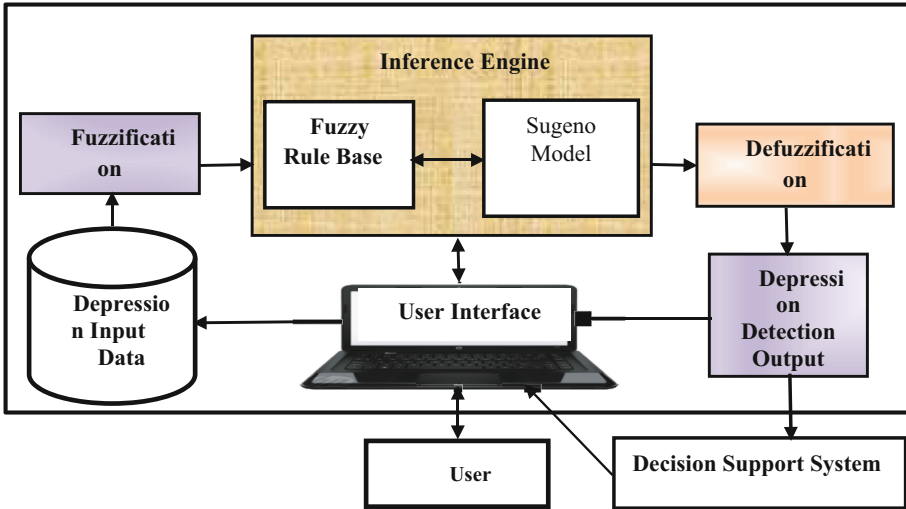 Inference Engine
Fuzzificati
on
Fuzzy
Rule Base
Sugeno
Model
Defuzzificati
on
Depressio
n Input
Data
User Interface
Depressi
on
Detection
Output
User
Decision Support System